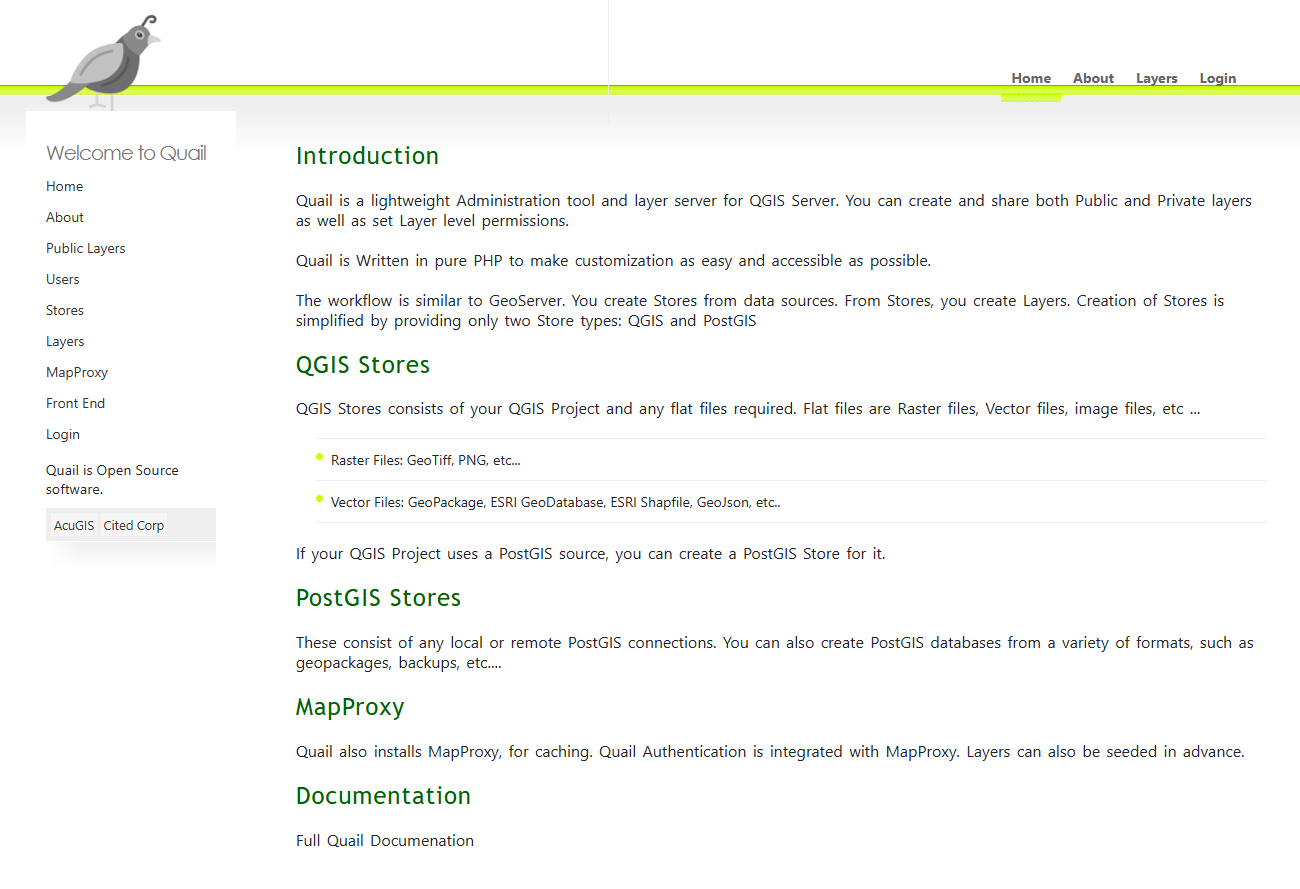 Home About Layers Login
Welcome to Quail
Home
About
Public Layers
Users
Stores
Layers
MapProxy
Front End
Login
Quail is Open Source
software.
AcuGIS Cited Corp
Introduction
Quail is a lightweight Administration tool and layer server for QGIS Server. You can create and share both Public and Private layers
as well as set Layer level permissions.
Quail is Written in pure PHP to make customization as easy and accessible as possible.
The workflow is similar to GeoServer. You create Stores from data sources. From Stores, you create Layers. Creation of Stores is
simplified by providing only two Store types: QGIS and PostGIS
QGIS Stores
QGIS Stores consists of your QGIS Project and any flat files required. Flat files are Raster files, Vector files, image files, etc ...
Raster Files: GeoTiff, PNG, etc...
Vector Files: GeoPackage, ESRI GeoDatabase, ESRI Shapfile, GeoJson, etc..
If your QGIS Project uses a PostGIS source, you can create a PostGIS Store for it.
PostGIS Stores
These consist of any local or remote PostGIS connections. You can also create PostGIS databases from a variety of formats, such as
geopackages, backups, etc....
MapProxy
Quail also installs MapProxy, for caching. Quail Authentication is integrated with MapProxy. Layers can also be seeded in advance.
Documentation
Full Quail Documenation